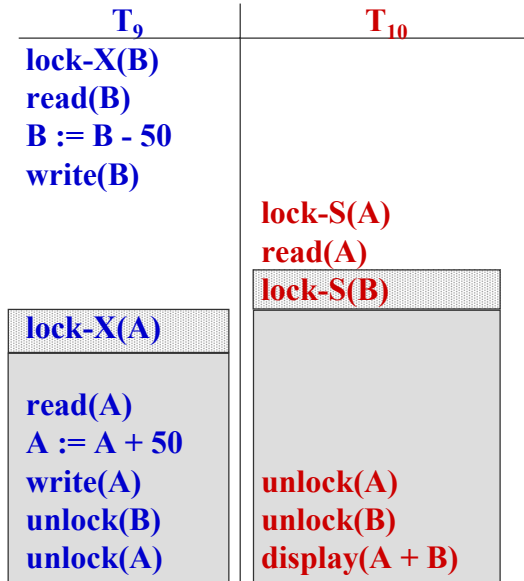 T₉
T₁₀
lock-X(B)
read(B)
B := B - 50
write(B)
lock-S(A)
read(A)
lock-S(B)
lock-X(A)
read(A)
A := A + 50
write(A)
unlock(A)
unlock(B)
unlock(B)
unlock(A)
display(A + B)